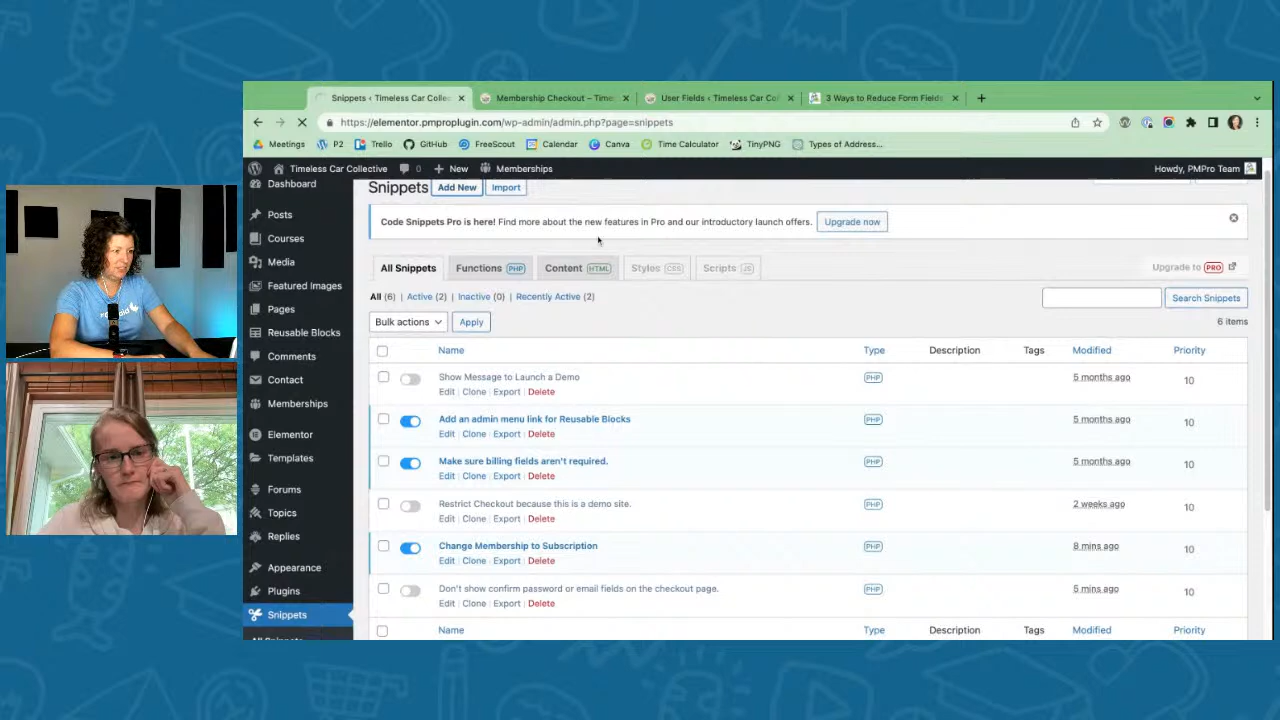 Snippets ‹ Timeless Car Collec
Membership Checkout – Time
User Fields ‹ Timeless Car Col
3 Ways to Reduce Form Fields
https://elementor.pmproplugin.com/wp-admin/admin.php?page=snippets
Meetings
P2
Trello
GitHub
FreeScout
Calendar
Canva
Time Calculator
TinyPNG
Types of Address...
Timeless Car Collective
0
New
Memberships
Howdy, PMPro Team
Dashboard
Posts
Courses
Media
Featured Images
Pages
Reusable Blocks
Comments
Contact
Memberships
Elementor
Templates
Forums
Topics
Replies
Appearance
Plugins
Snippets
Snippets Add New Import
Code Snippets Pro is here! Find more about the new features in Pro and our introductory launch offers. Upgrade now
All Snippets Functions PHP Content HTML Styles CSS Scripts JS Upgrade to PRO
All (6) | Active (2) | Inactive (0) | Recently Active (2)
Search Snippets
Bulk actions Apply 6 items
Name Type Description Tags Modified Priority
Show Message to Launch a Demo PHP 5 months ago 10
Edit | Clone | Export | Delete
Add an admin menu link for Reusable Blocks PHP 5 months ago 10
Edit | Clone | Export | Delete
Make sure billing fields aren't required. PHP 5 months ago 10
Edit | Clone | Export | Delete
Restrict Checkout because this is a demo site. PHP 2 weeks ago 10
Edit | Clone | Export | Delete
Change Membership to Subscription PHP 8 mins ago 10
Edit | Clone | Export | Delete
Don't show confirm password or email fields on the checkout page. PHP 5 mins ago 10
Edit | Clone | Export | Delete
Name Type Description Tags Modified Priority